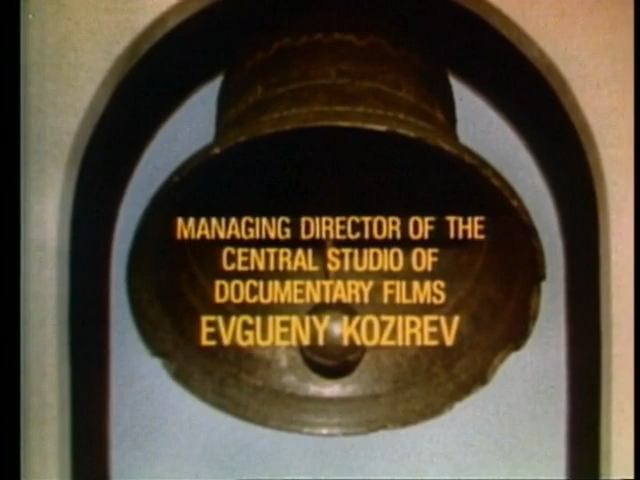 MANAGING DIRECTOR OF THE
CENTRAL STUDIO OF
DOCUMENTARY FILMS
EVGUENY KOZIREV